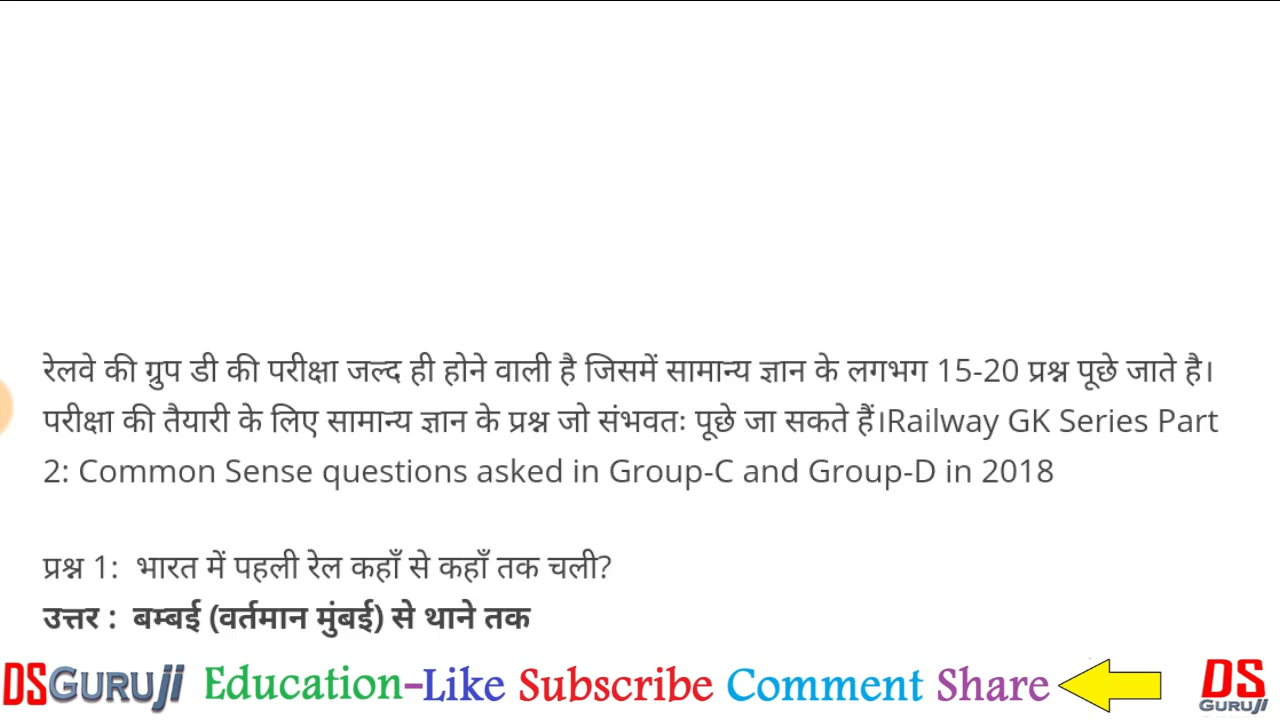 रेलवे की ग्रुप डी की परीक्षा जल्द ही होने वाली है जिसमें सामान्य ज्ञान के लगभग 15-20 प्रश्न पूछे जाते है।
परीक्षा की तैयारी के लिए सामान्य ज्ञान के प्रश्न जो संभवतः पूछे जा सकते हैं।Railway GK Series Part
2: Common Sense questions asked in Group-C and Group-D in 2018
प्रश्न 1: भारत में पहली रेल कहाँ से कहाँ तक चली?
उत्तर : बम्बई (वर्तमान मुंबई) से थाने तक
DSGURUji Education-Like Subscribe Comment Share DS
GURUji